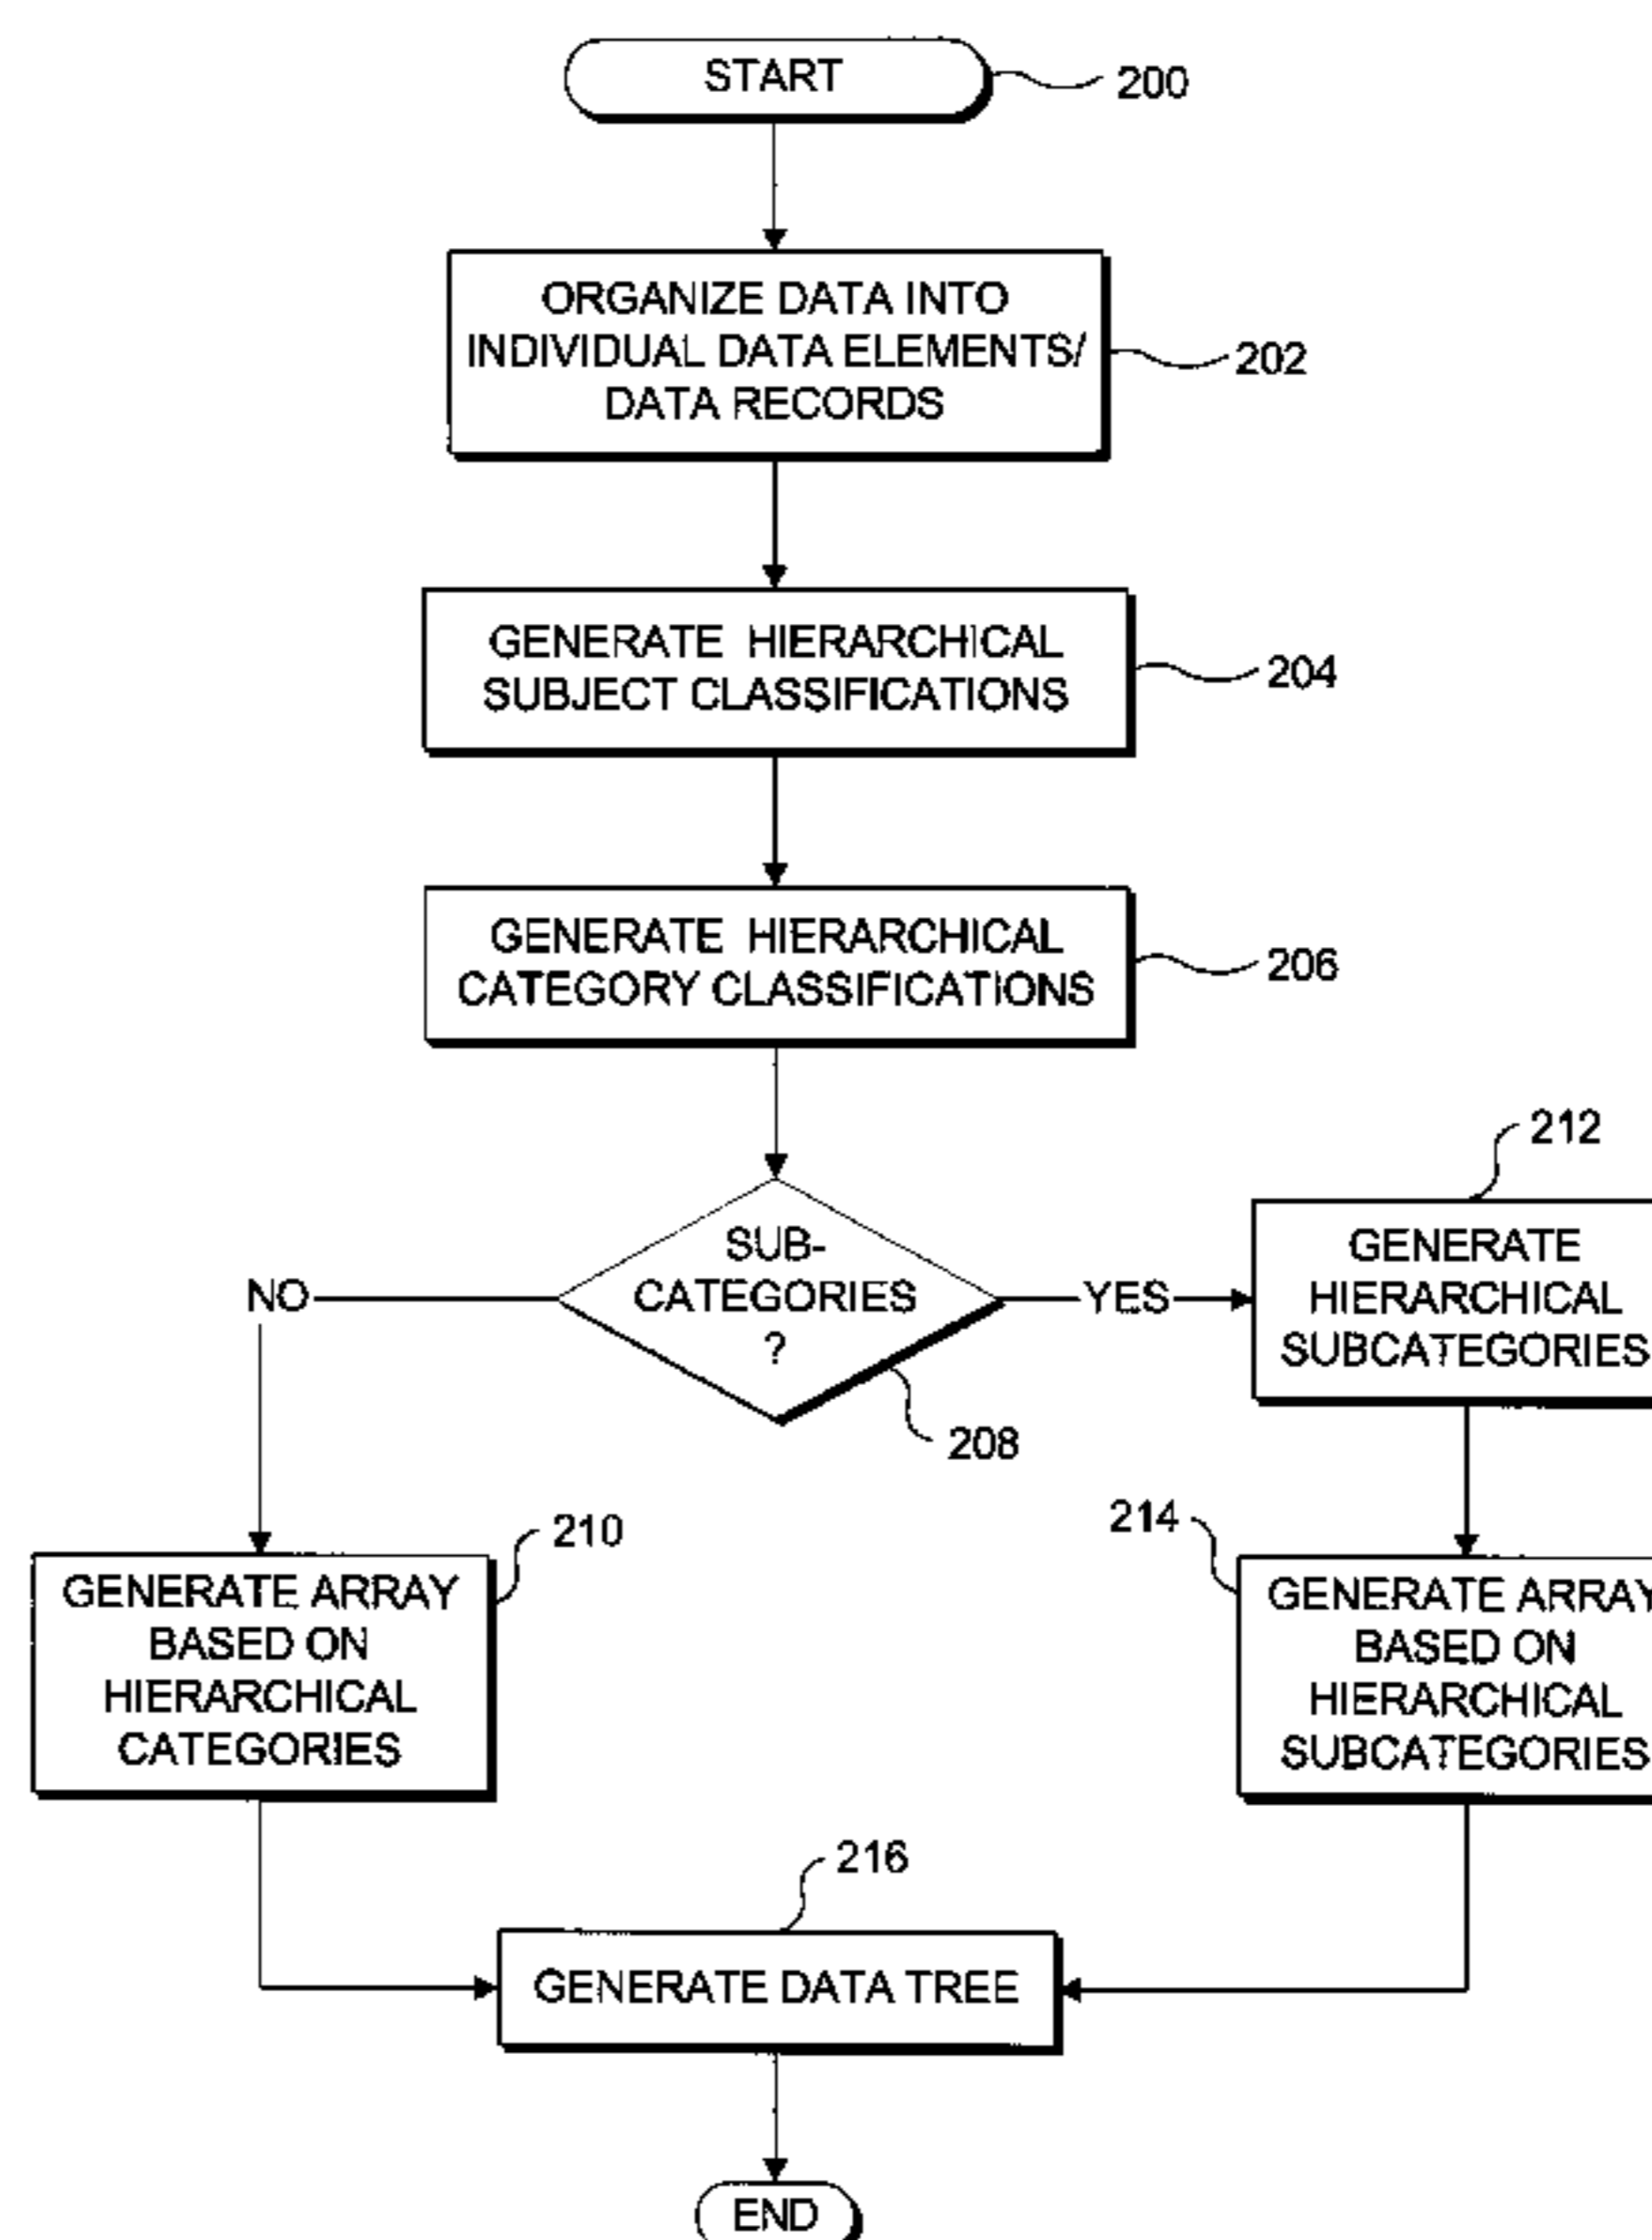 START
200
ORGANIZE DATA INTO
INDIVIDUAL DATA ELEMENTS/
DATA RECORDS
202
GENERATE HIERARCHICAL
SUBJECT CLASSIFICATIONS
204
GENERATE HIERARCHICAL
CATEGORY CLASSIFICATIONS
206
SUB-
CATEGORIES
?
208
NO
YES
212
GENERATE
HIERARCHICAL
SUBCATEGORIES
210
GENERATE ARRAY
BASED ON
HIERARCHICAL
CATEGORIES
214
GENERATE ARRAY
BASED ON
HIERARCHICAL
SUBCATEGORIES
216
GENERATE DATA TREE
END